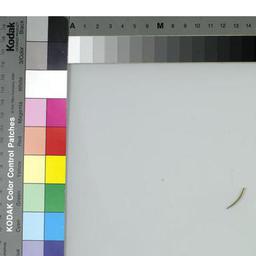 A 1 2 3 4 5 6 M 8 9 10 11 12 13 14
Kodak
3/Color Black
White
Magenta
Red
Yellow
Green
Cyan
Blue
KODAK Color Control Patches